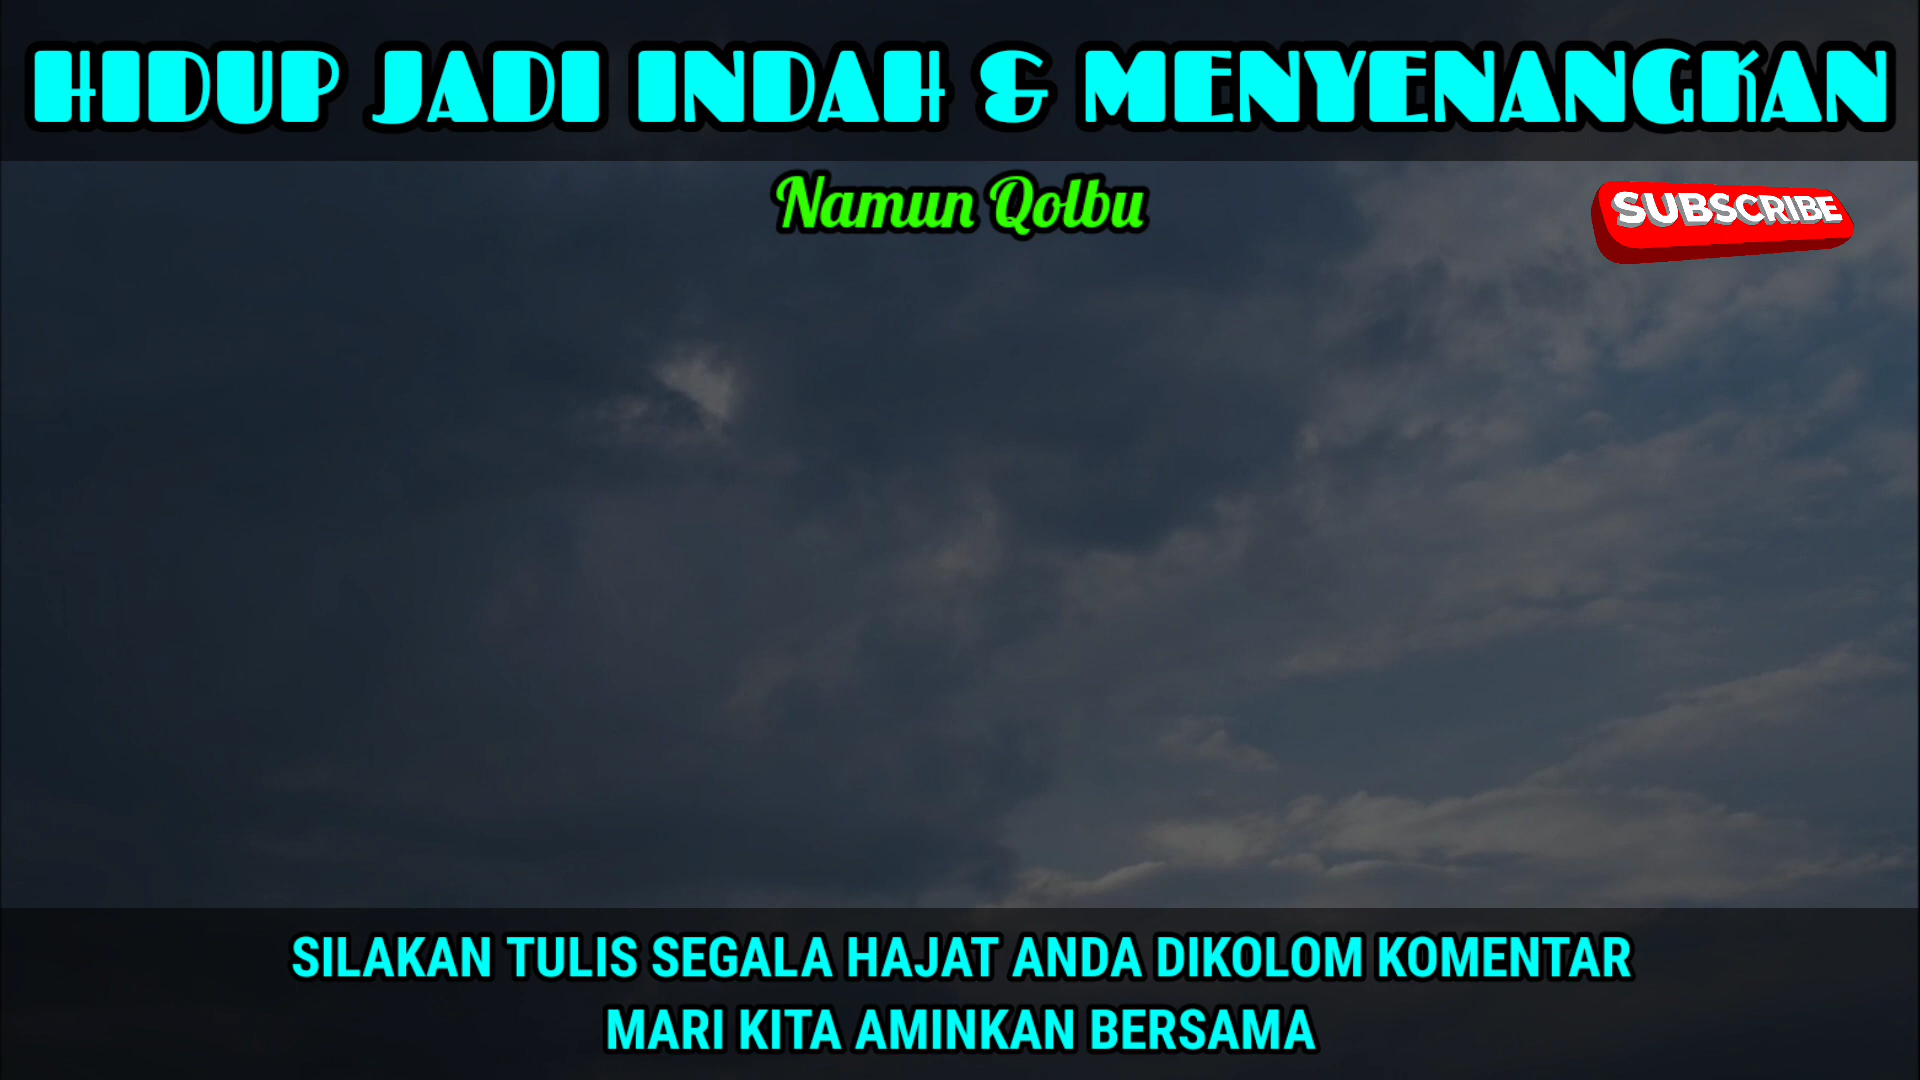 HIDUP JADI INDAH & MENYENANGKAN
Namun Qolbu
SUBSCRIBE
SILAKAN TULIS SEGALA HAJAT ANDA DIKOLOM KOMENTAR
MARI KITA AMINKAN BERSAMA